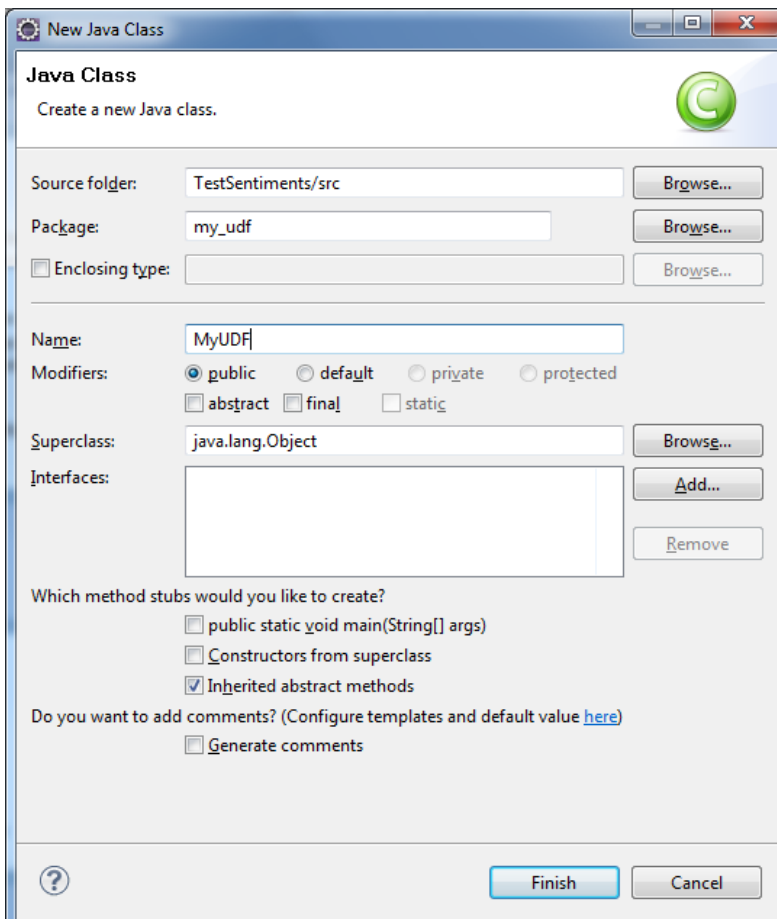 New Java Class
Java Class
Create a new Java class.
Source folder: TestSentiments/src Browse...
Package: my_udf Browse...
Enclosing type: Browse...
Name: MyUDF
Modifiers: public default private protected
abstract final static
Superclass: java.lang.Object Browse...
Interfaces: Add...
Remove
Which method stubs would you like to create?
public static void main(String[] args)
Constructors from superclass
Inherited abstract methods
Do you want to add comments? (Configure templates and default value here)
Generate comments
? Finish Cancel